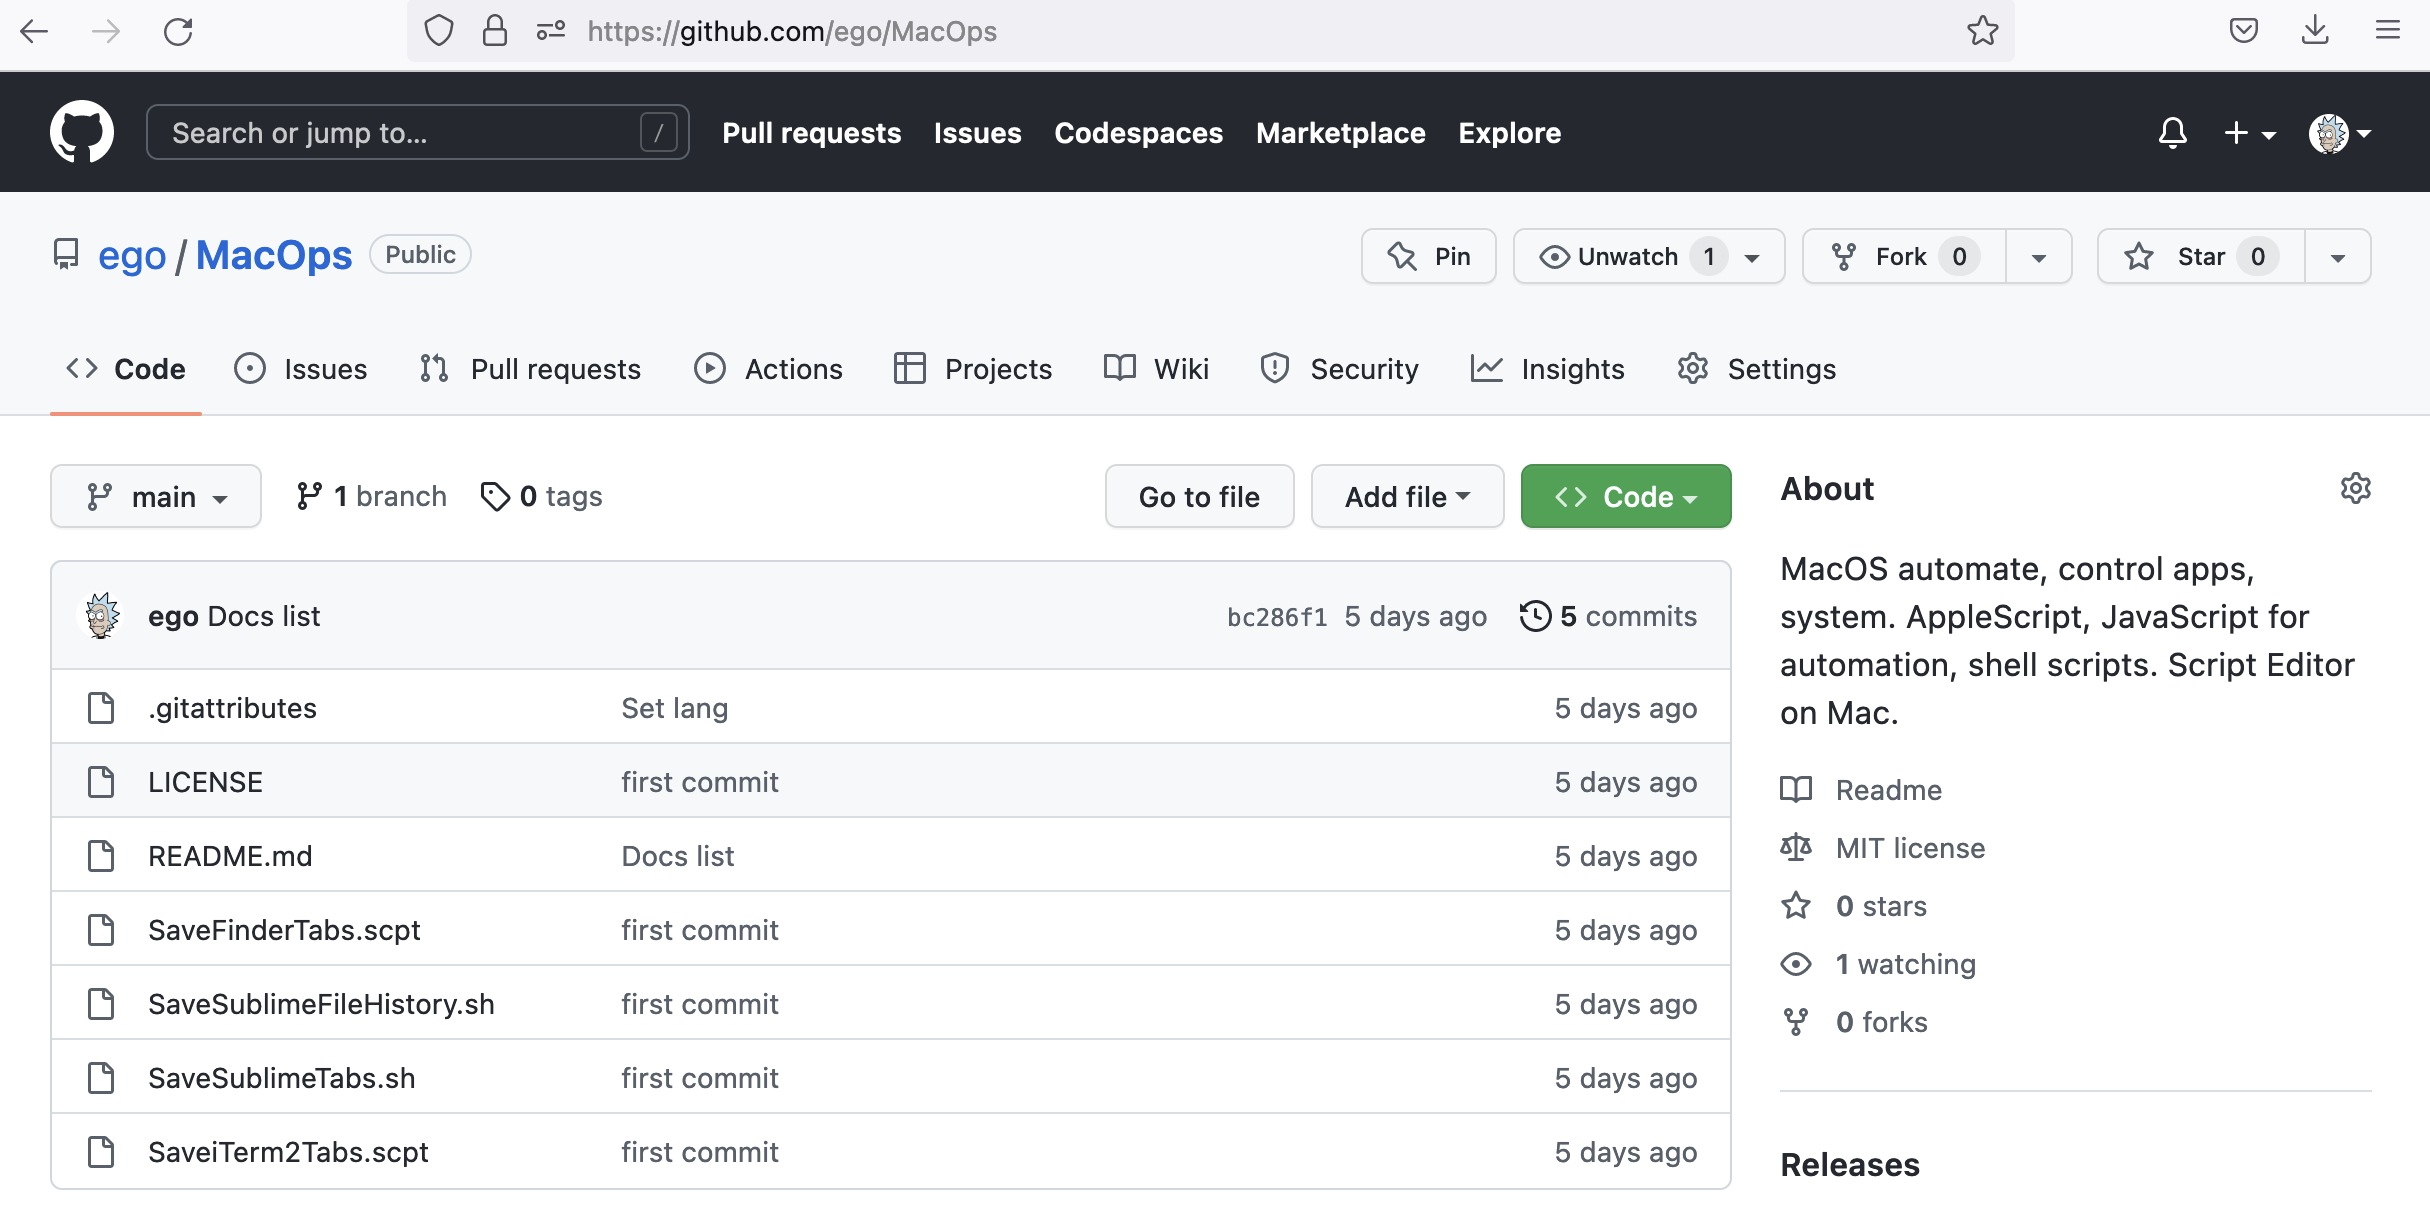 https://github.com/ego/MacOps
Search or jump to... / Pull requests Issues Codespaces Marketplace Explore
ego / MacOps Public Pin Unwatch 1 Fork 0 Star 0
Code Issues Pull requests Actions Projects Wiki Security Insights Settings
main 1 branch 0 tags Go to file Add file Code
ego Docs list bc286f1 5 days ago 5 commits
.gitattributes Set lang 5 days ago
LICENSE first commit 5 days ago
README.md Docs list 5 days ago
SaveFinderTabs.scpt first commit 5 days ago
SaveSublimeFileHistory.sh first commit 5 days ago
SaveSublimeTabs.sh first commit 5 days ago
SaveiTerm2Tabs.scpt first commit 5 days ago
About
MacOS automate, control apps,
system. AppleScript, JavaScript for
automation, shell scripts. Script Editor
on Mac.
Readme
MIT license
0 stars
1 watching
0 forks
Releases